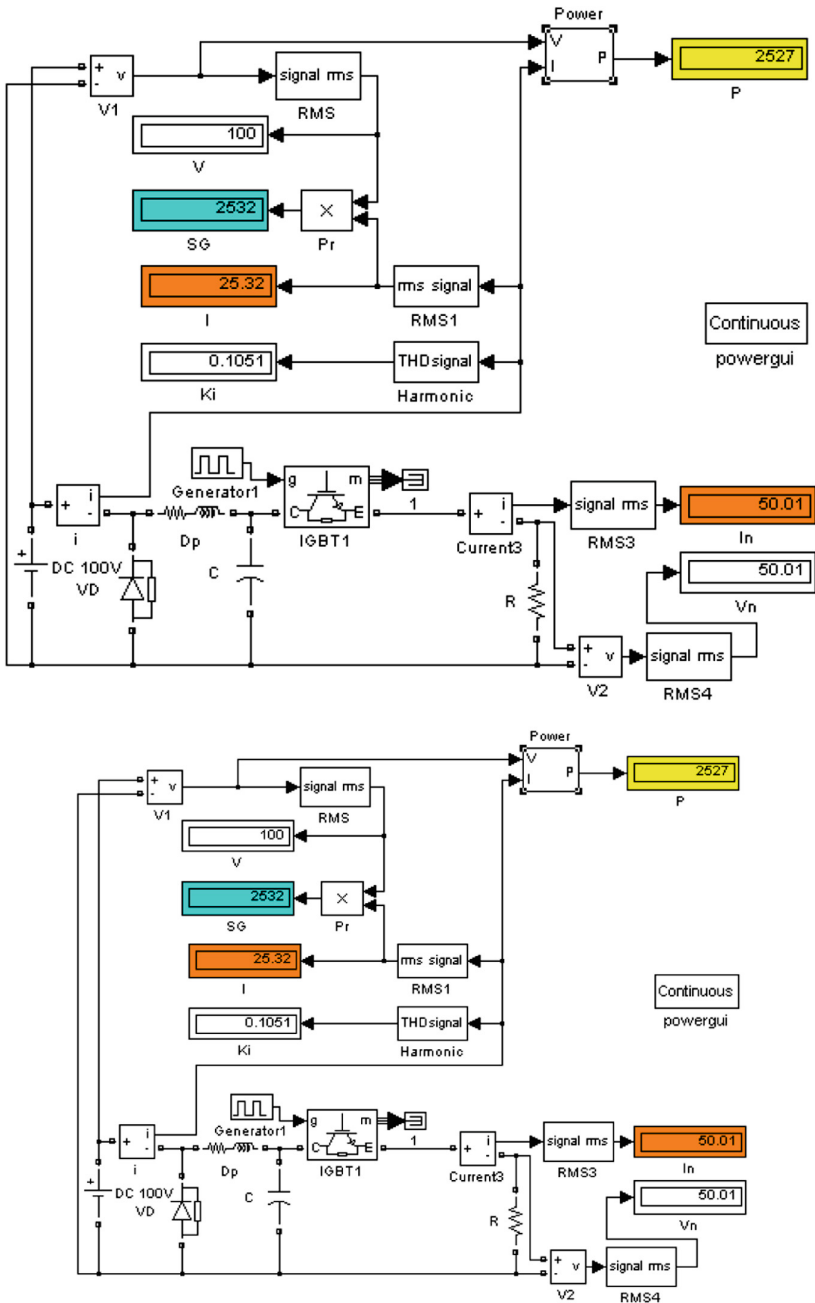 Power
V
I
P
2527
P
+
-
v
V1
signal rms
RMS
100
V
2532
SG
×
Pr
25.32
I
rms signal
RMS1
0.1051
Ki
THDsignal
Harmonic
Continuous
powergui
Generator1
g
m
C
E
IGBT1
1
+
i
-
i
Dp
C
+
DC 100V
VD
+
i
-
Current3
signal rms
RMS3
50.01
In
50.01
Vn
R
+
-
v
V2
signal rms
RMS4
Power
V
I
P
2527
P
+
-
v
V1
signal rms
RMS
100
V
2532
SG
×
Pr
25.32
I
rms signal
RMS1
0.1051
Ki
THDsignal
Harmonic
Continuous
powergui
Generator1
g
m
C
E
IGBT1
1
+
i
-
i
Dp
C
+
DC 100V
VD
+
i
-
Current3
signal rms
RMS3
50.01
In
50.01
Vn
R
+
-
v
V2
signal rms
RMS4